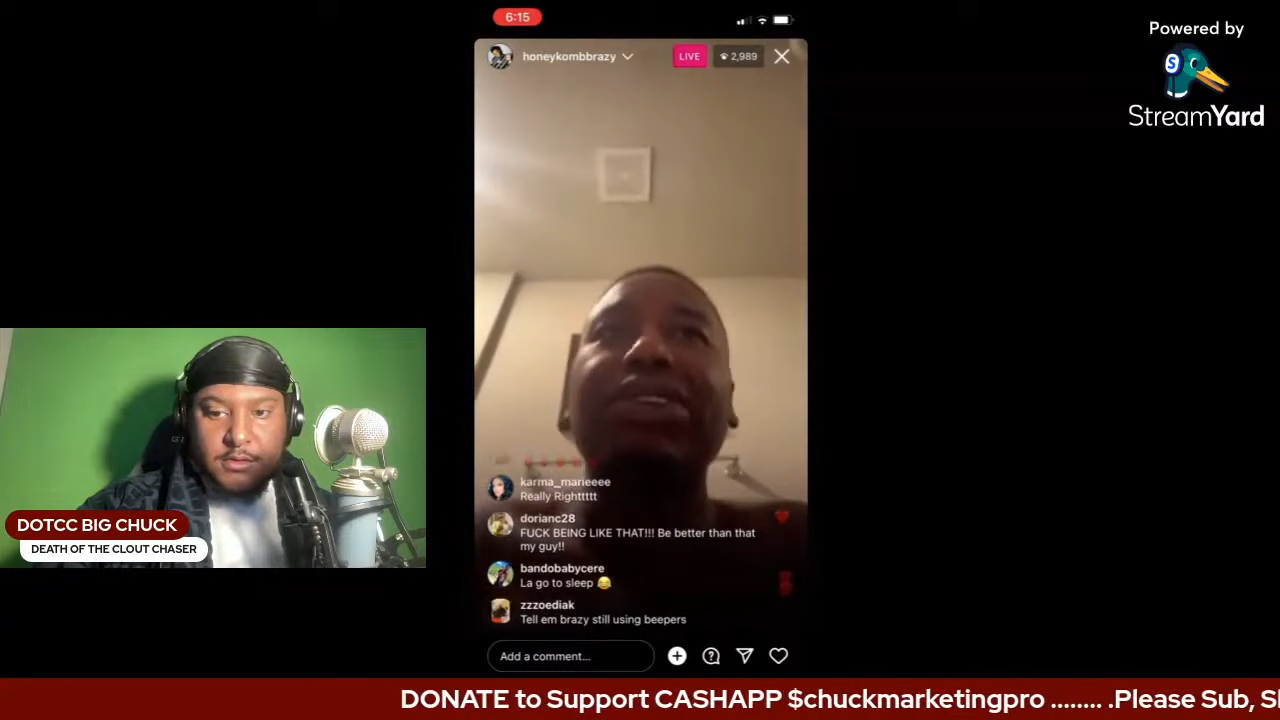 6:15
Powered by
StreamYard
honeykombbrazy
LIVE
2,989
karma_marieeee
Really Righttttt
dorianc28
FUCK BEING LIKE THAT!!! Be better than that
my guy!!
bandobabycere
La go to sleep 😂
zzzoediak
Tell em brazy still using beepers
Add a comment...
DOTCC BIG CHUCK
DEATH OF THE CLOUT CHASER
DONATE to Support CASHAPP $chuckmarketingpro ........ .Please Sub, S